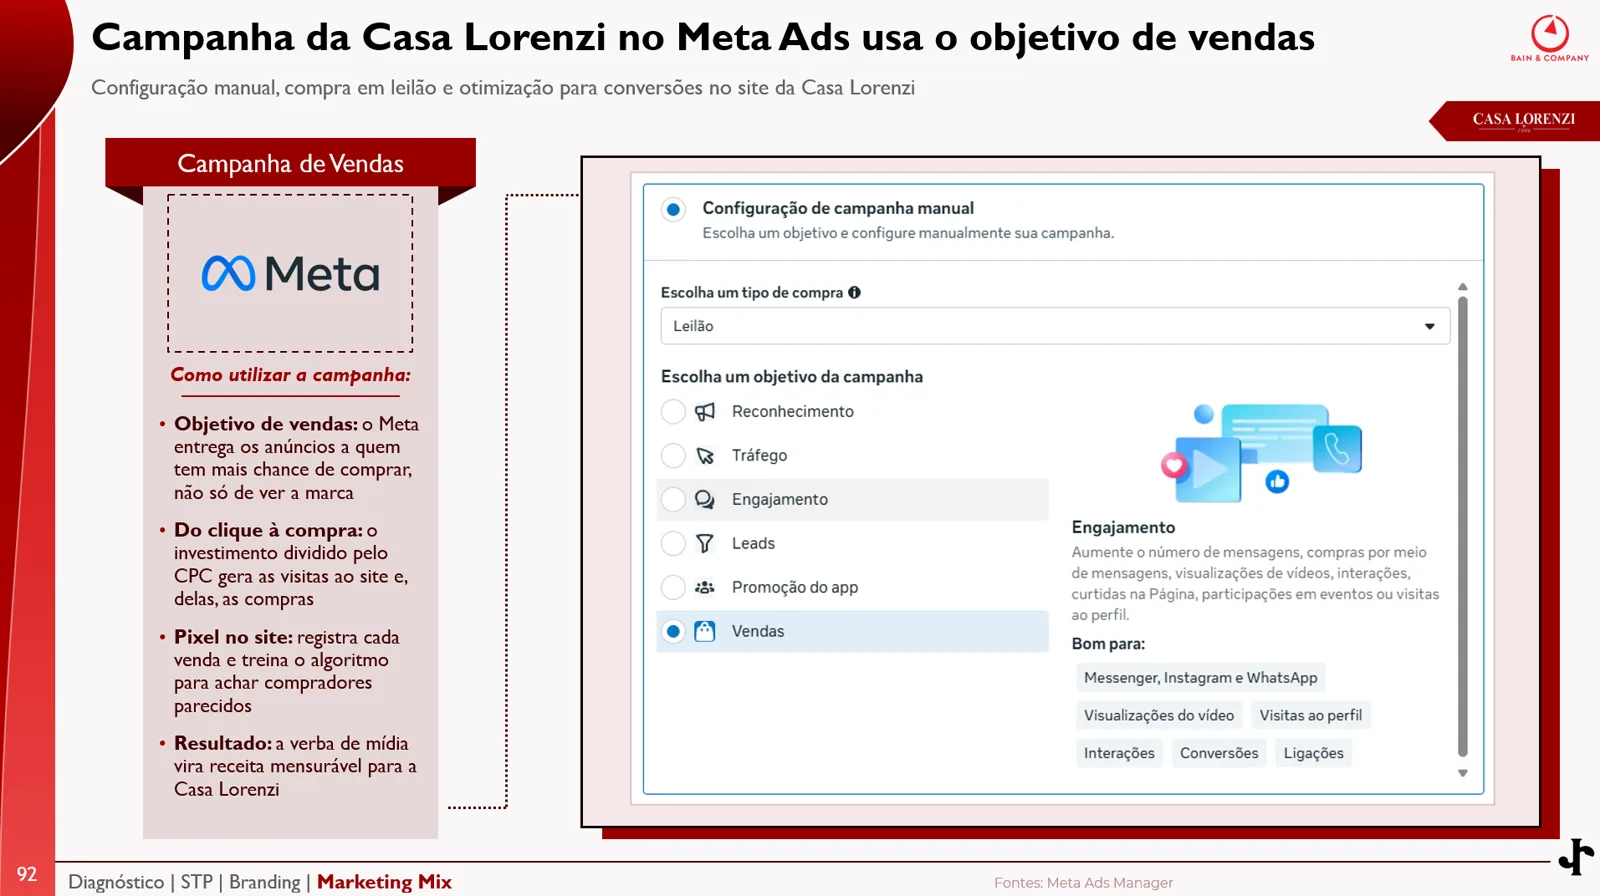 Campanha da Casa Lorenzi no Meta Ads usa o objetivo de vendas
Configuração manual, compra em leilão e otimização para conversões no site da Casa Lorenzi
BAIN & COMPANY
CASA LORENZI
Campanha de Vendas
Meta
Como utilizar a campanha:
• Objetivo de vendas: o Meta
entrega os anúncios a quem
tem mais chance de comprar,
não só de ver a marca
• Do clique à compra: o
investimento dividido pelo
CPC gera as visitas ao site e,
delas, as compras
• Pixel no site: registra cada
venda e treina o algoritmo
para achar compradores
parecidos
• Resultado: a verba de mídia
vira receita mensurável para a
Casa Lorenzi
Configuração de campanha manual
Escolha um objetivo e configure manualmente sua campanha.
Escolha um tipo de compra
Leilão
Escolha um objetivo da campanha
Reconhecimento
Tráfego
Engajamento
Leads
Promoção do app
Vendas
Engajamento
Aumente o número de mensagens, compras por meio
de mensagens, visualizações de vídeos, interações,
curtidas na Página, participações em eventos ou visitas
ao perfil.
Bom para:
Messenger, Instagram e WhatsApp
Visualizações do vídeo Visitas ao perfil
Interações Conversões Ligações
92
Diagnóstico | STP | Branding | Marketing Mix
Fontes: Meta Ads Manager